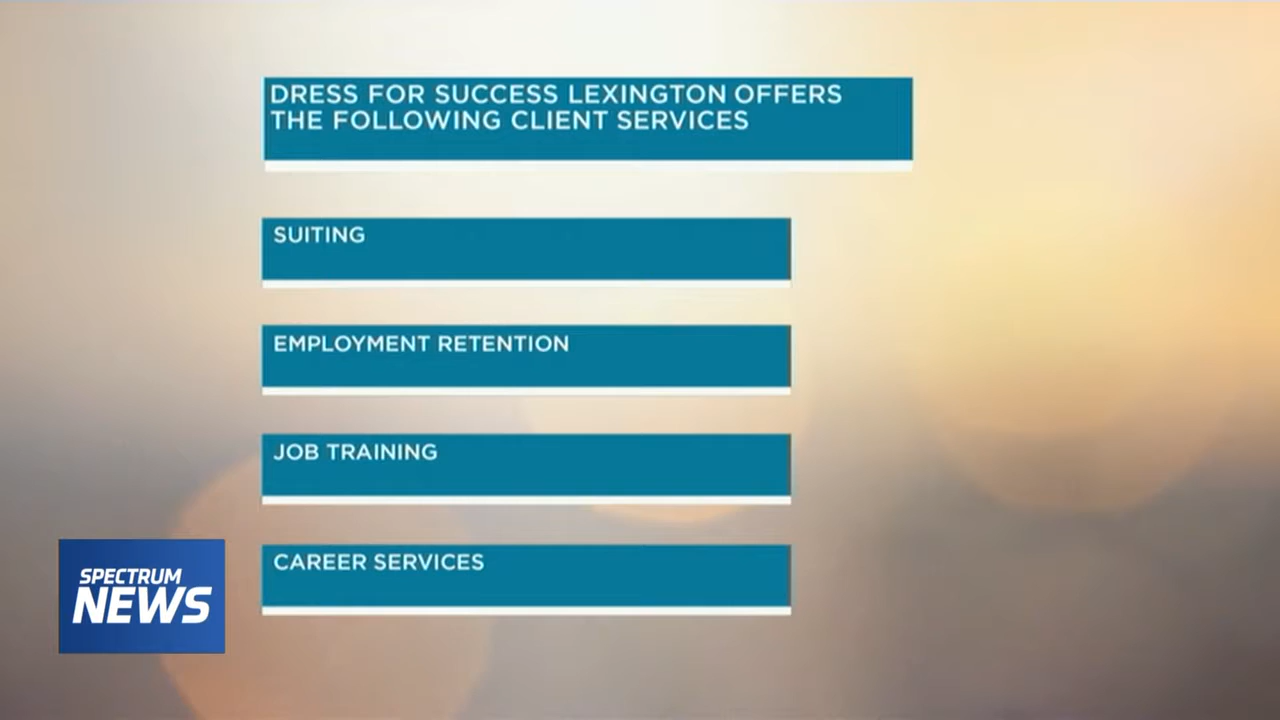 DRESS FOR SUCCESS LEXINGTON OFFERS
THE FOLLOWING CLIENT SERVICES
SUITING
EMPLOYMENT RETENTION
JOB TRAINING
CAREER SERVICES
SPECTRUM
NEWS